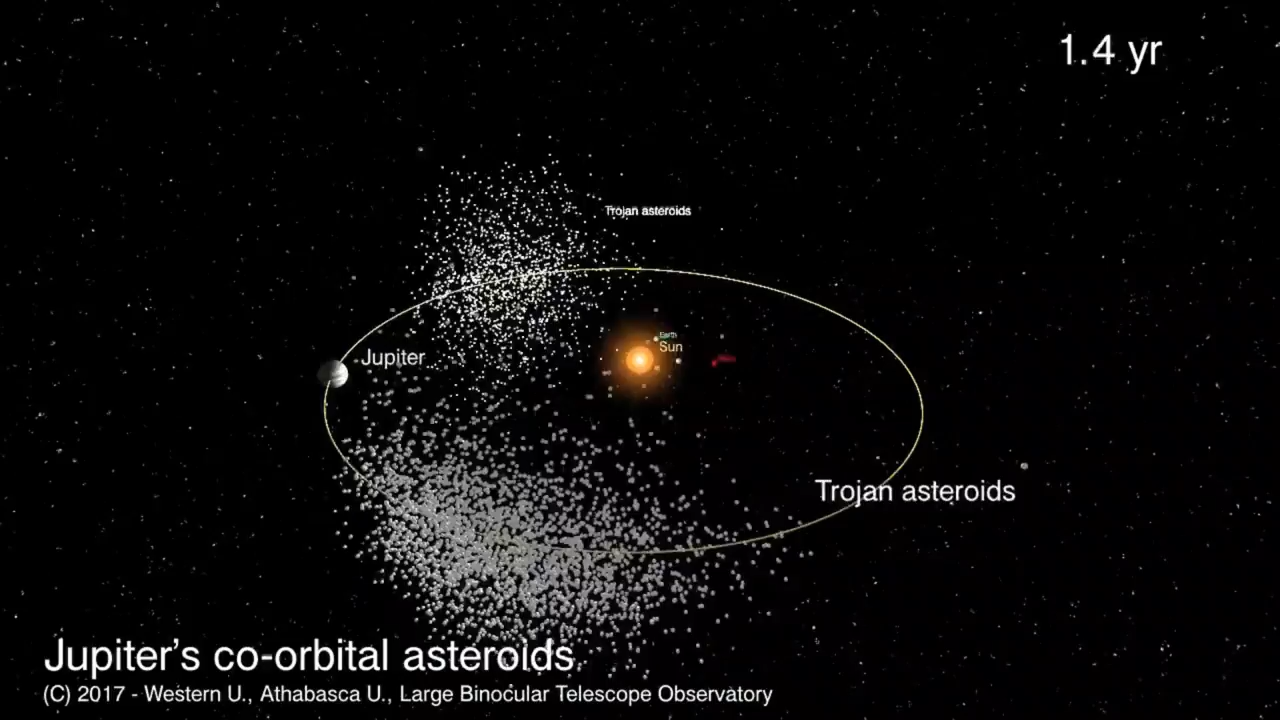 1.4 yr
Trojan asteroids
Earth
Sun
Jupiter
Trojan asteroids
Jupiter's co-orbital asteroids
(C) 2017 - Western U., Athabasca U., Large Binocular Telescope Observatory